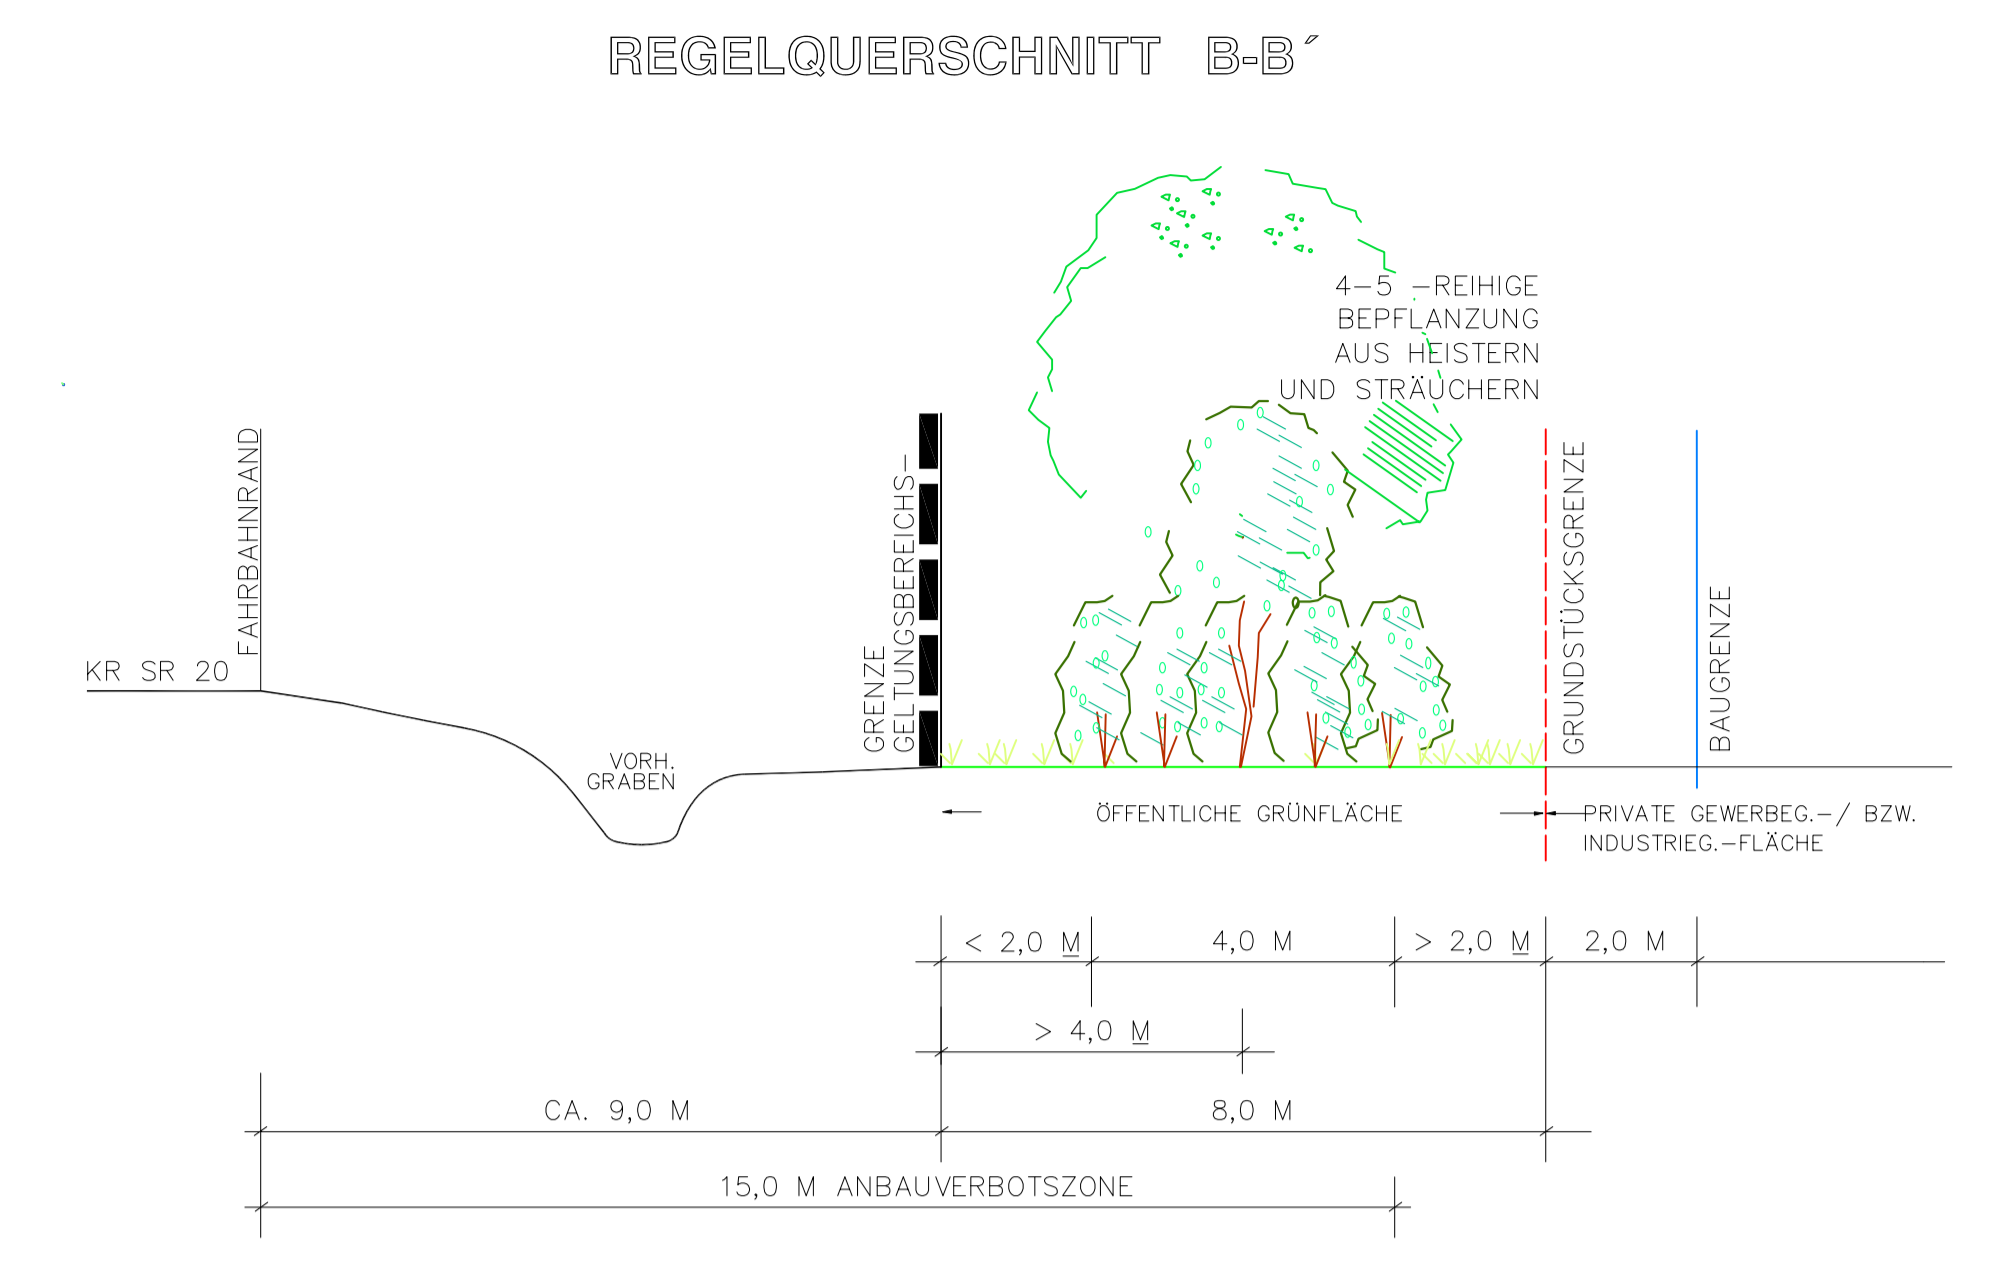 REGELQUERSCHNITT B-B´
4-5 -REIHIGE
BEPFLANZUNG
AUS HEISTERN
UND STRÄUCHERN
FAHRBAHNRAND
KR SR 20
VORH.
GRABEN
GRENZE
GELTUNGSBEREICHS-
GRUNDSTÜCKSGRENZE
BAUGRENZE
ÖFFENTLICHE GRÜNFLÄCHE
PRIVATE GEWERBEG.-/ BZW.
INDUSTRIEG.-FLÄCHE
< 2,0 M
4,0 M
> 2,0 M
2,0 M
> 4,0 M
CA. 9,0 M
8,0 M
15,0 M ANBAUVERBOTSZONE